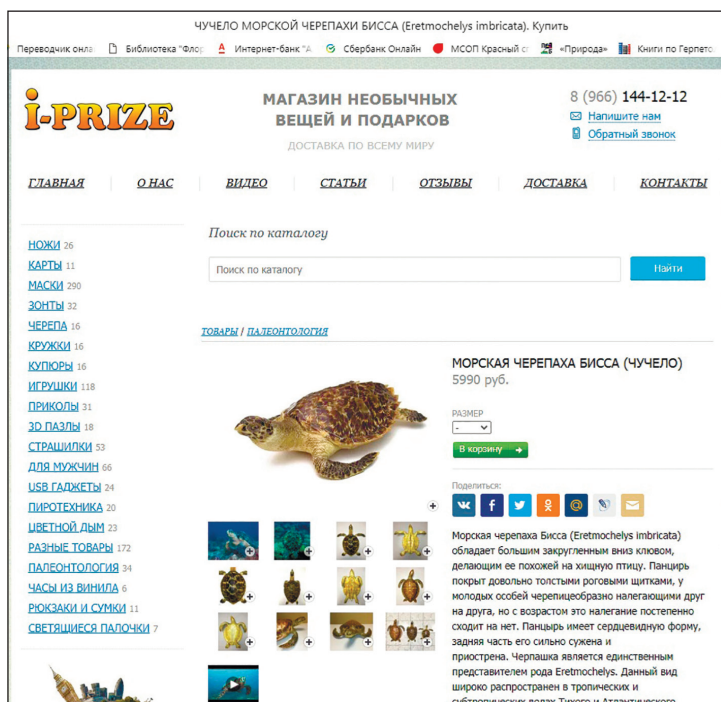 ЧУЧЕЛО МОРСКОЙ ЧЕРЕПАХИ БИССА (Eretmochelys imbricata). Купить
Переводчик онла Библиотека "Флор Интернет-банк "А Сбербанк Онлайн МСОП Красный сп «Природа» Книги по Герпето
i-PRIZE
МАГАЗИН НЕОБЫЧНЫХ
ВЕЩЕЙ И ПОДАРКОВ
ДОСТАВКА ПО ВСЕМУ МИРУ
8 (966) 144-12-12
Напишите нам
Обратный звонок
ГЛАВНАЯ О НАС ВИДЕО СТАТЬИ ОТЗЫВЫ ДОСТАВКА КОНТАКТЫ
НОЖИ 26
КАРТЫ 11
МАСКИ 290
ЗОНТЫ 32
ЧЕРЕПА 16
КРУЖКИ 16
КУПЮРЫ 16
ИГРУШКИ 118
ПРИКОЛЫ 31
3D ПАЗЛЫ 18
СТРАШИЛКИ 53
ДЛЯ МУЖЧИН 66
USB ГАДЖЕТЫ 24
ПИРОТЕХНИКА 20
ЦВЕТНОЙ ДЫМ 23
РАЗНЫЕ ТОВАРЫ 172
ПАЛЕОНТОЛОГИЯ 34
ЧАСЫ ИЗ ВИНИЛА 6
РЮКЗАКИ И СУМКИ 11
СВЕТЯЩИЕСЯ ПАЛОЧКИ 7
Поиск по каталогу
Поиск по каталогу
Найти
ТОВАРЫ / ПАЛЕОНТОЛОГИЯ
МОРСКАЯ ЧЕРЕПАХА БИССА (ЧУЧЕЛО)
5990 руб.
РАЗМЕР
-
В корзину
Поделиться:
Морская черепаха Бисса (Eretmochelys imbricata)
обладает большим закругленным вниз клювом,
делающим ее похожей на хищную птицу. Панцирь
покрыт довольно толстыми роговыми щитками, у
молодых особей черепицеобразно налегающими друг
на друга, но с возрастом это налегание постепенно
сходит на нет. Панцырь имеет сердцевидную форму,
задняя часть его сильно сужена и
приострена. Черпашка является единственным
представителем рода Eretmochelys. Данный вид
широко распространен в тропических и
субтропических водах Тихого и Атлантического